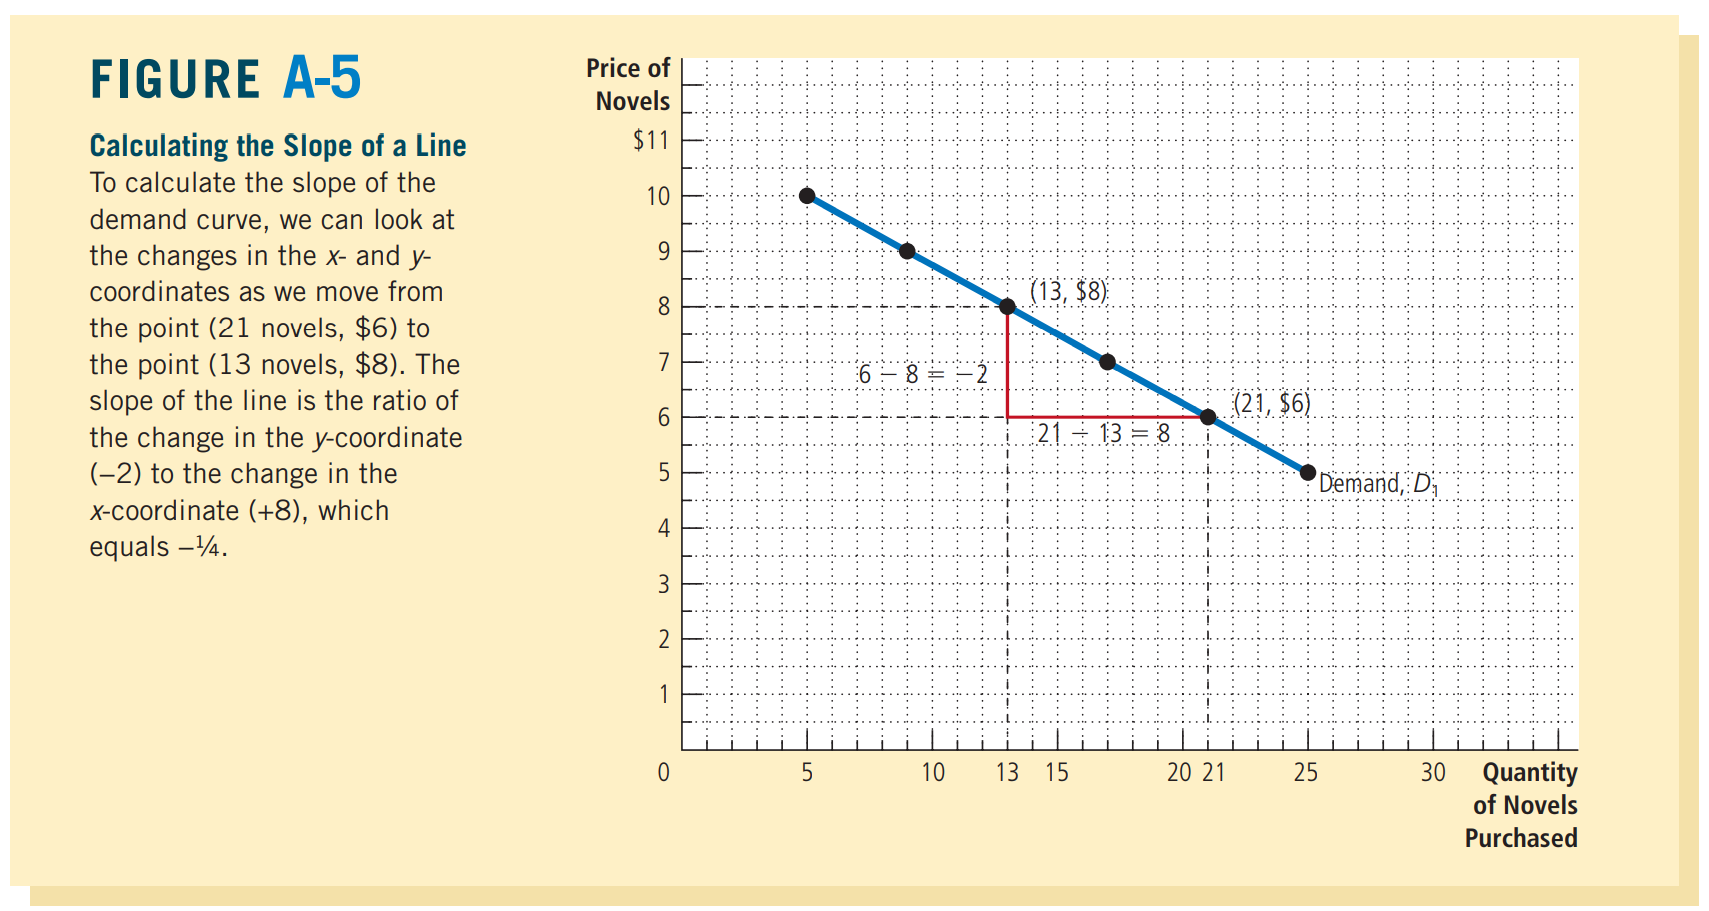 FIGURE A-5
Calculating the Slope of a Line
To calculate the slope of the
demand curve, we can look at
the changes in the x- and y-
coordinates as we move from
the point (21 novels, $6) to
the point (13 novels, $8). The
slope of the line is the ratio of
the change in the y-coordinate
(−2) to the change in the
x-coordinate (+8), which
equals −¼.
Price of
Novels
$11
10
9
8
7
6
5
4
3
2
1
(13, $8)
6 − 8 = −2
(21, $6)
21 − 13 = 8
Demand, D₁
0 5 10 13 15 20 21 25 30
Quantity
of Novels
Purchased